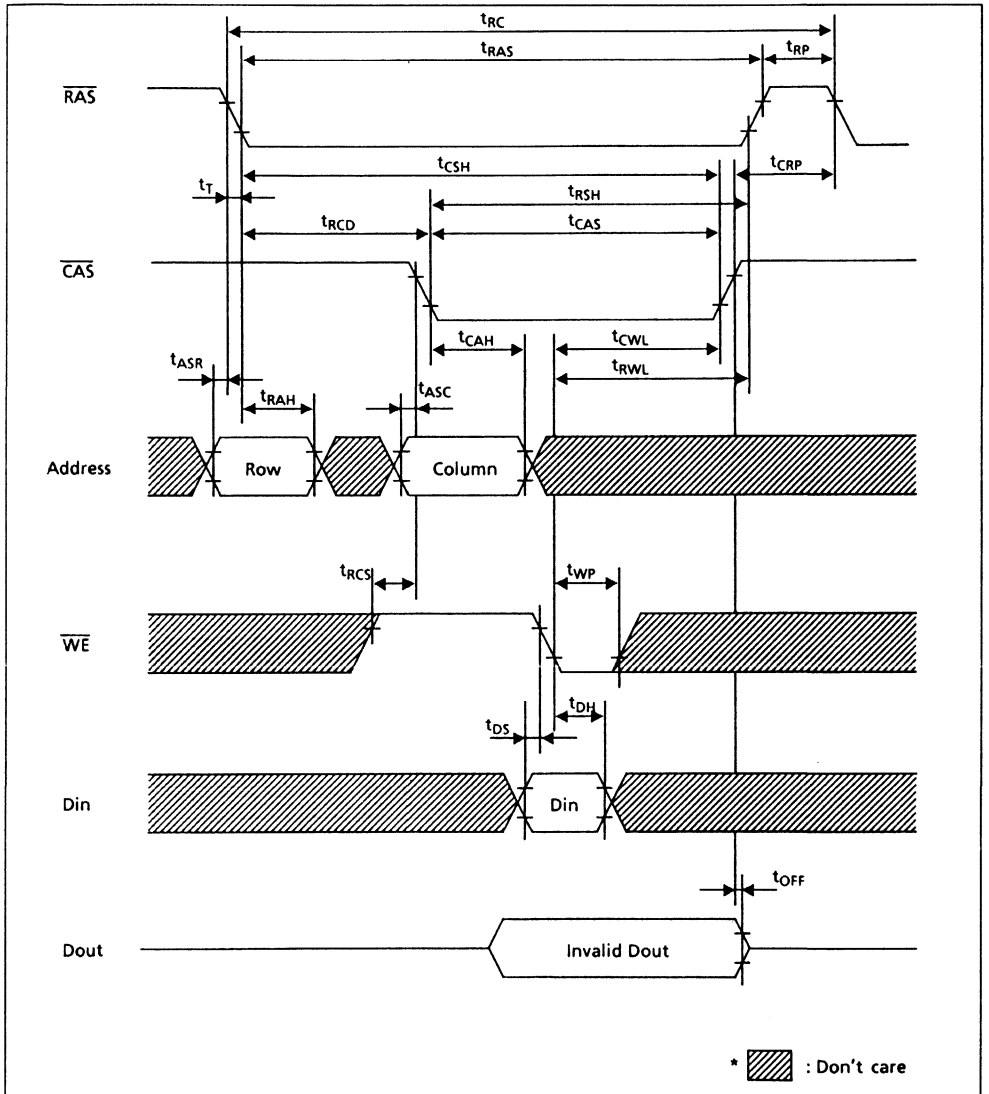 tRC
tRAS
tRP
RAS
tCSH
tCRP
tT
tRSH
tRCD
tCAS
CAS
tCAH
tCWL
tASR
tRWL
tRAH
tASC
Address
Row
Column
tRCS
tWP
WE
tDH
tDS
Din
Din
tOFF
Dout
Invalid Dout
* : Don't care